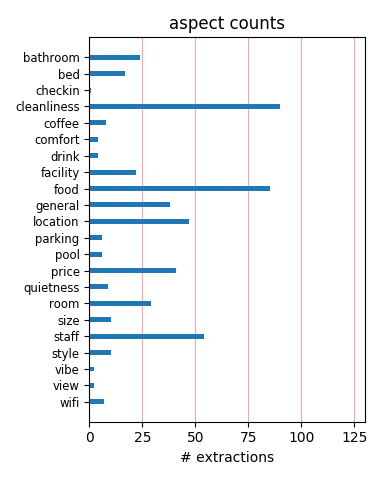 aspect counts
bathroom
bed
checkin
cleanliness
coffee
comfort
drink
facility
food
general
location
parking
pool
price
quietness
room
size
staff
style
vibe
view
wifi
0 25 50 75 100 125
# extractions